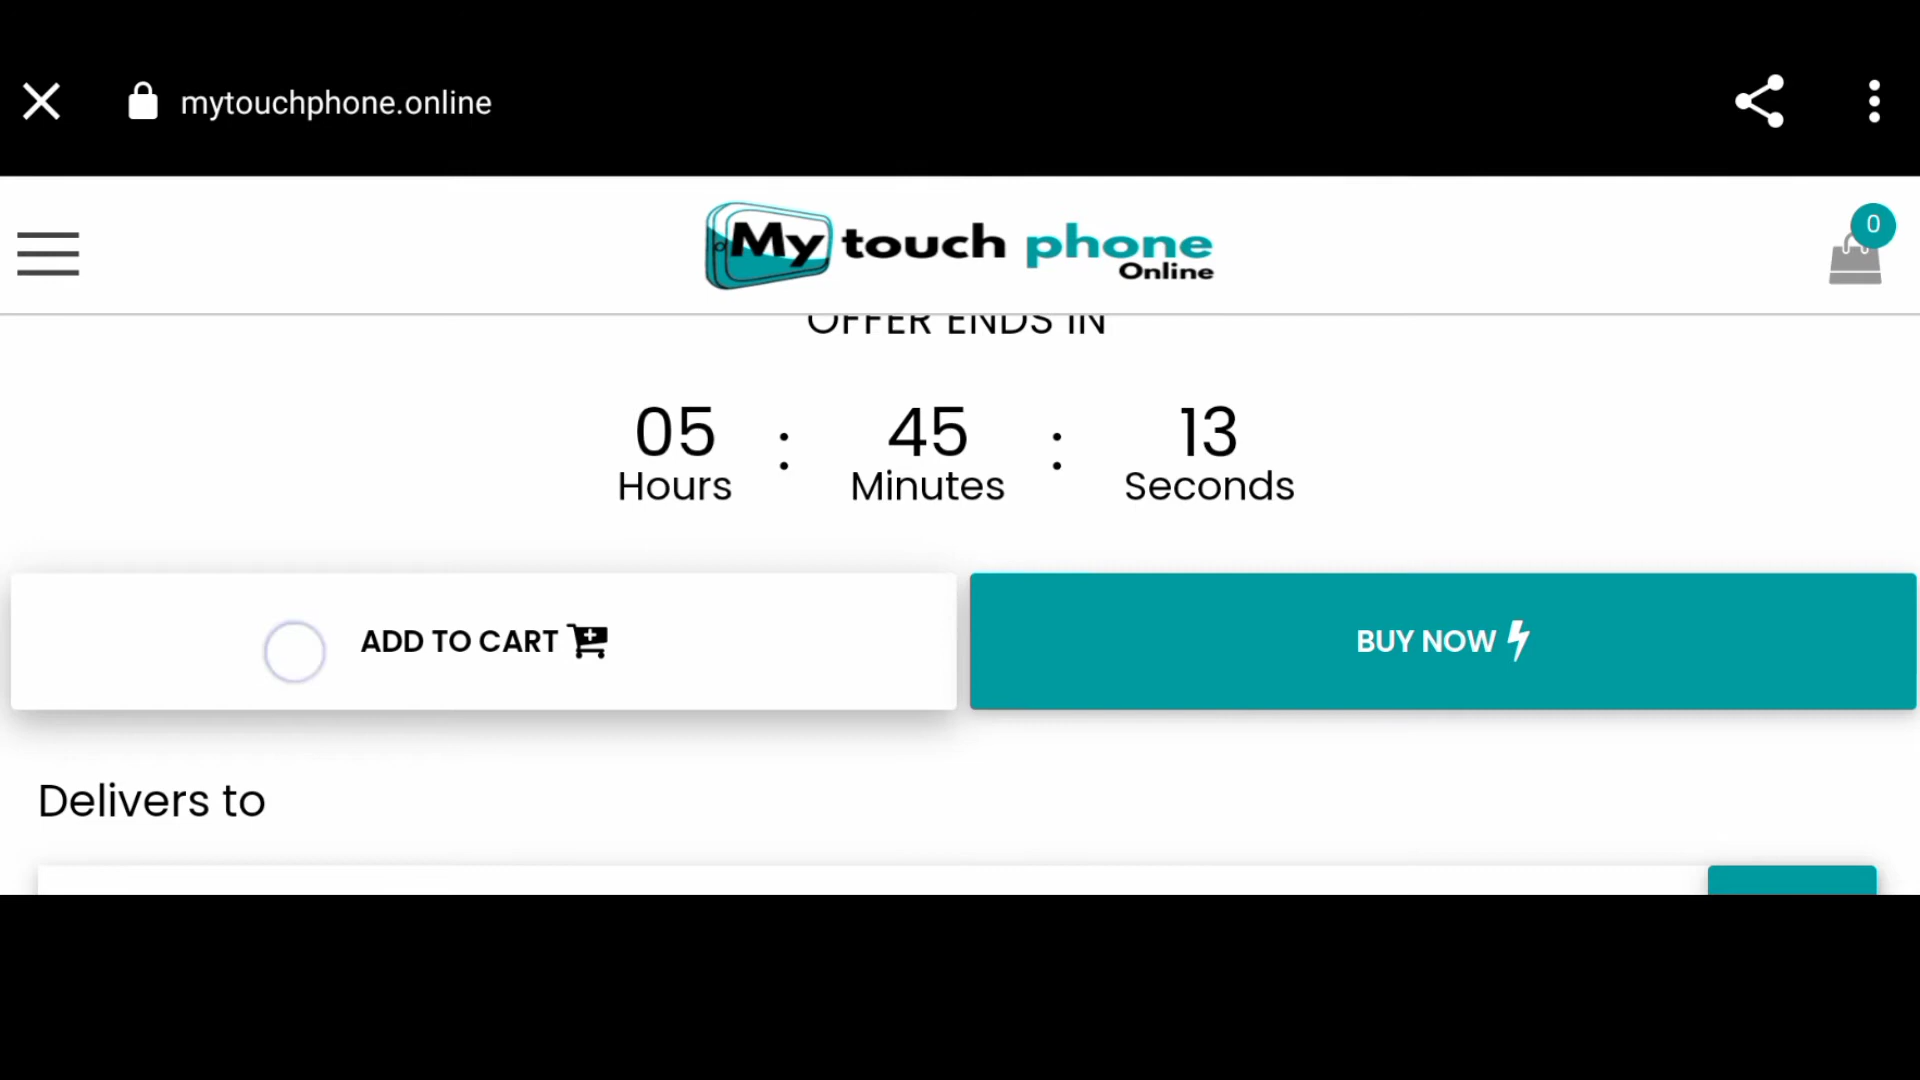 mytouchphone.online
My touch phone
Online
0
OFFER ENDS IN
05 : 45 : 13
Hours Minutes Seconds
ADD TO CART BUY NOW
Delivers to